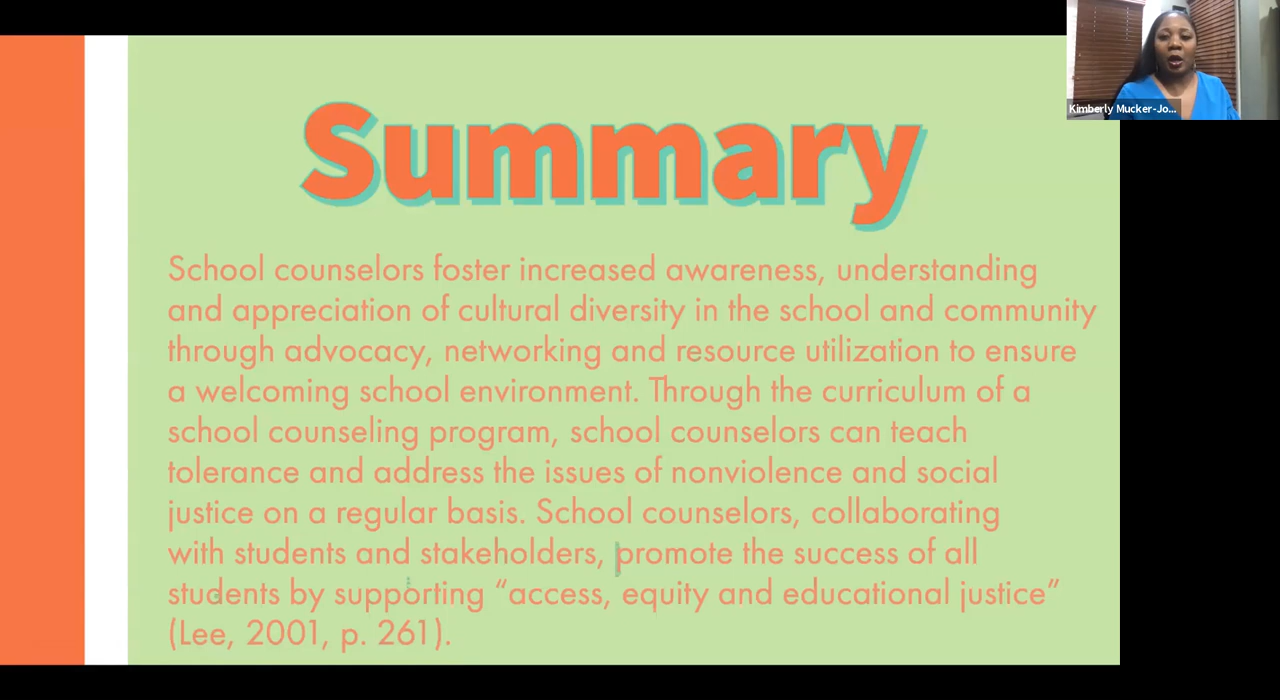 Kimberly Mucker-Jo...
Summary
School counselors foster increased awareness, understanding
and appreciation of cultural diversity in the school and community
through advocacy, networking and resource utilization to ensure
a welcoming school environment. Through the curriculum of a
school counseling program, school counselors can teach
tolerance and address the issues of nonviolence and social
justice on a regular basis. School counselors, collaborating
with students and stakeholders, promote the success of all
students by supporting “access, equity and educational justice”
(Lee, 2001, p. 261).